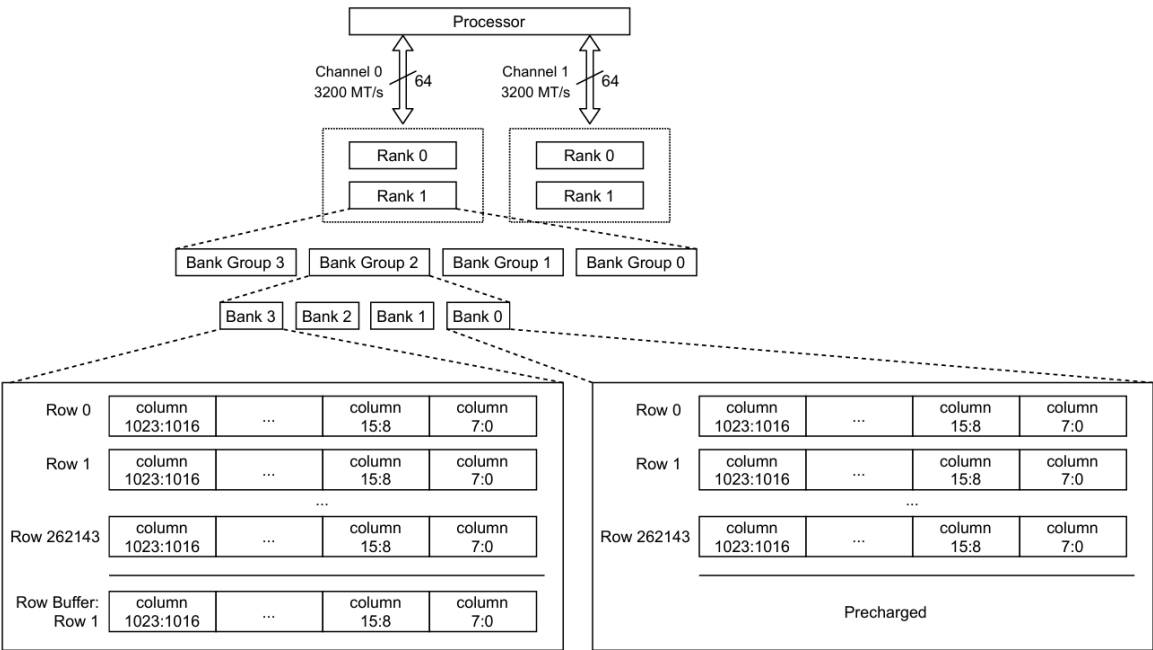 Processor
Channel 0
3200 MT/s
64
Channel 1
3200 MT/s
64
Rank 0
Rank 1
Rank 0
Rank 1
Bank Group 3
Bank Group 2
Bank Group 1
Bank Group 0
Bank 3
Bank 2
Bank 1
Bank 0
Row 0
column
1023:1016
...
column
15:8
column
7:0
Row 1
column
1023:1016
...
column
15:8
column
7:0
...
Row 262143
column
1023:1016
...
column
15:8
column
7:0
Row Buffer:
Row 1
column
1023:1016
...
column
15:8
column
7:0
Row 0
column
1023:1016
...
column
15:8
column
7:0
Row 1
column
1023:1016
...
column
15:8
column
7:0
...
Row 262143
column
1023:1016
...
column
15:8
column
7:0
Precharged